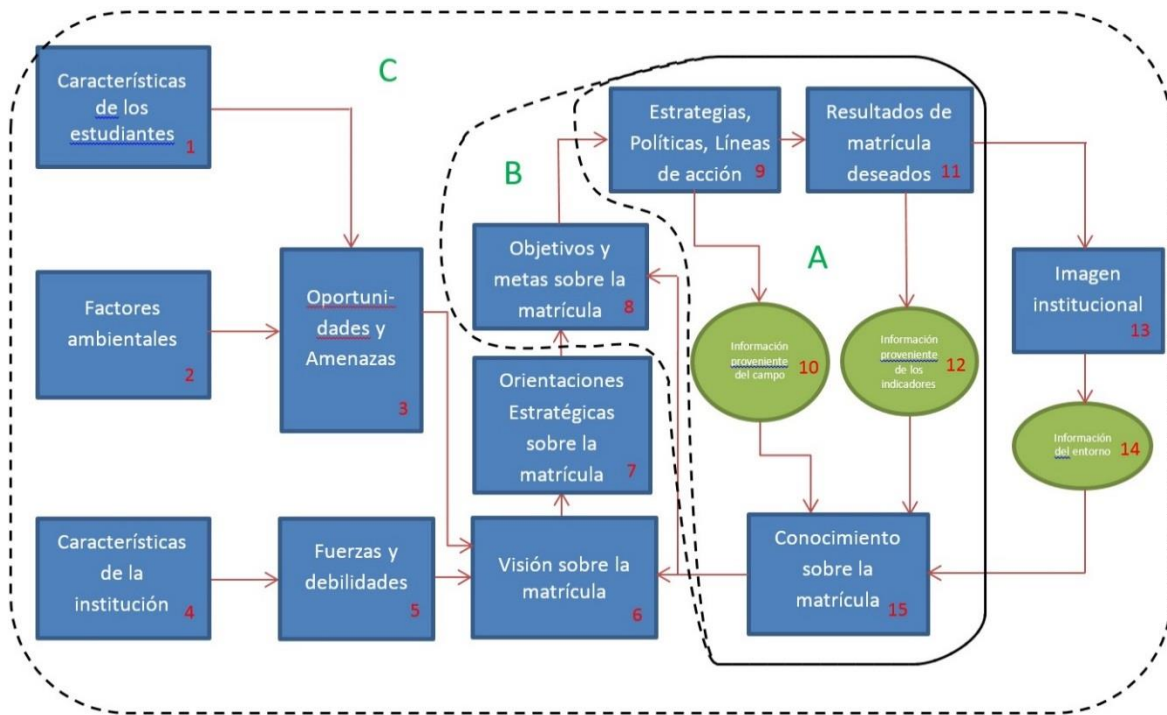 C
Características
de los
estudiantes
1
Factores
ambientales
2
Oportuni-
dades y
Amenazas
3
Características
de la
institución
4
Fuerzas y
debilidades
5
Visión sobre la
matrícula
6
Orientaciones
Estratégicas
sobre la
matrícula
7
B
Objetivos y
metas sobre la
matrícula
8
Estrategias,
Políticas, Líneas
de acción
9
A
Información
proveniente
del campo
10
Resultados de
matrícula
deseados
11
Información
proveniente
de los
indicadores
12
Imagen
institucional
13
Información
del entorno
14
Conocimiento
sobre la
matrícula
15